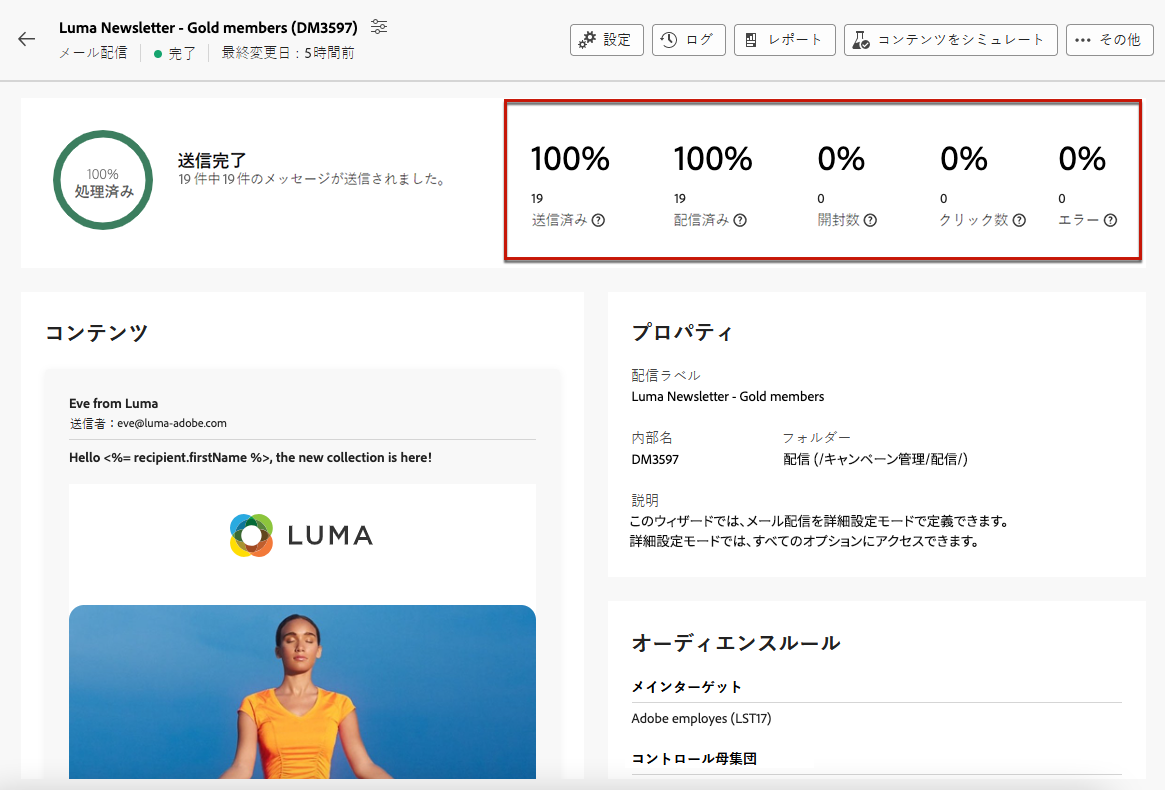 Luma Newsletter - Gold members (DM3597)
メール配信 完了 最終変更日：5時間前
設定 ログ レポート コンテンツをシミュレート その他
100%
処理済み
送信完了
19 件中19 件のメッセージが送信されました。
100% 100% 0% 0% 0%
19 19 0 0 0
送信済み 配信済み 開封数 クリック数 エラー
コンテンツ
Eve from Luma
送信者：eve@luma-adobe.com
Hello <%= recipient.firstName %>, the new collection is here!
LUMA
プロパティ
配信ラベル
Luma Newsletter - Gold members
内部名 フォルダー
DM3597 配信 (/キャンペーン管理/配信/)
説明
このウィザードでは、メール配信を詳細設定モードで定義できます。
詳細設定モードでは、すべてのオプションにアクセスできます。
オーディエンスルール
メインターゲット
Adobe employes (LST17)
コントロール母集団